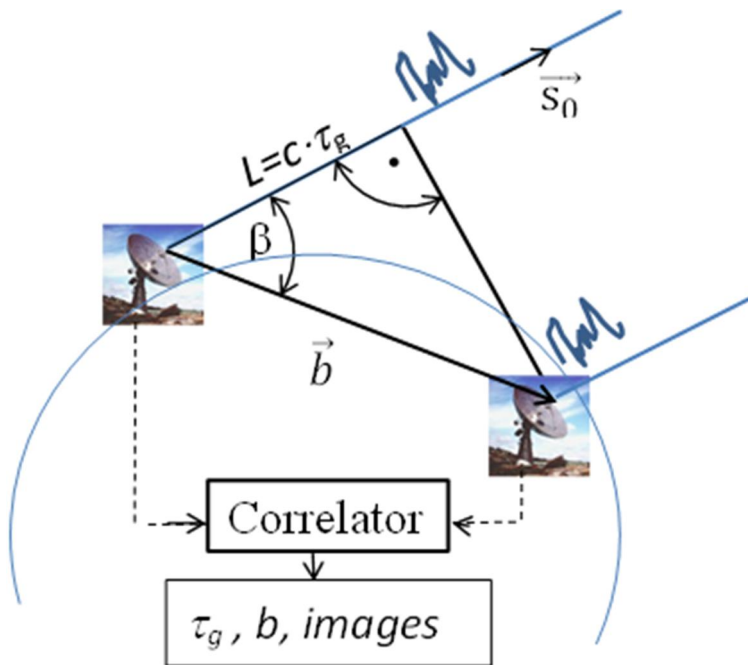 s₀
L=c·τg
β
b
Correlator
τg , b, images